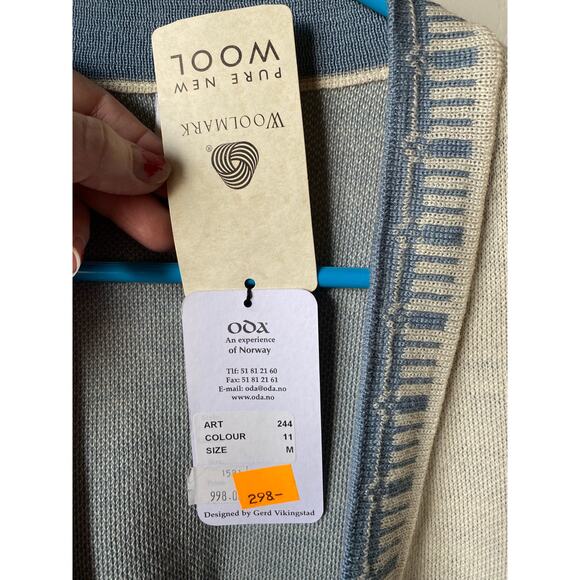 PURE NEW
WOOL
WOOLMARK
®
ODA
An experience
of Norway
Tlf: 51 81 21 60
Fax: 51 81 21 61
E-mail: oda@oda.no
www.oda.no
ART 244
COLOUR 11
SIZE M
998.0
298-
Designed by Gerd Vikingstad